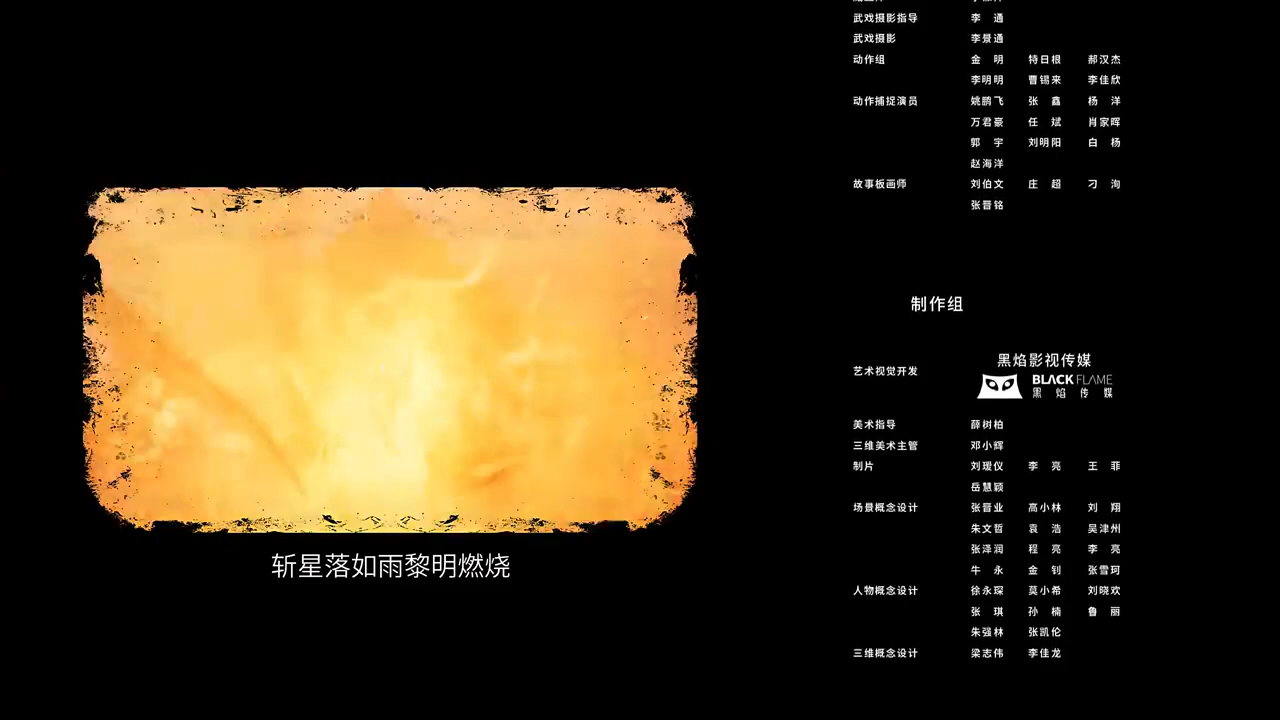 武戏摄影指导 李 通
武戏摄影 李景通
动作组 金 明 特日根 郝汉杰
李明明 曹锡来 李佳欣
动作捕捉演员 姚鹏飞 张 鑫 杨 洋
万君豪 任 斌 肖家晖
郭 宇 刘明阳 白 杨
赵海洋
故事板画师 刘伯文 庄 超 刁 洵
张晋铭
制作组
黑焰影视传媒
艺术视觉开发
BLACK FLAME
黑焰传媒
美术指导 薛树柏
三维美术主管 邓小辉
制片 刘瑷仪 李 亮 王 菲
岳慧颖
场景概念设计 张晋业 高小林 刘 翔
朱文哲 袁 浩 吴津州
张泽润 程 亮 李 亮
牛 永 金 钊 张雪珂
人物概念设计 徐永琛 莫小希 刘晓欢
张 琪 孙 楠 鲁 丽
朱强林 张凯伦
三维概念设计 梁志伟 李佳龙
斩星落如雨黎明燃烧